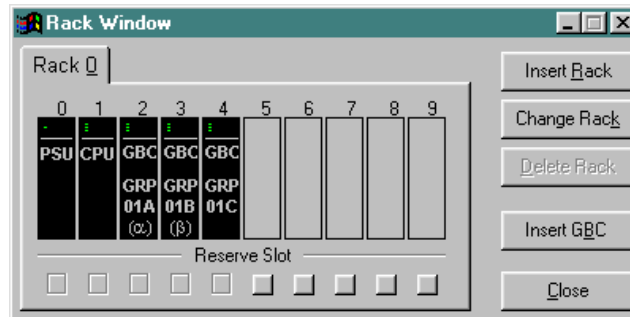 Rack Window
Rack 0
0 1 2 3 4 5 6 7 8 9
PSU CPU GBC GBC GBC
GRP GRP GRP
01A 01B 01C
(α) (β)
Reserve Slot
Insert Rack
Change Rack
Delete Rack
Insert GBC
Close